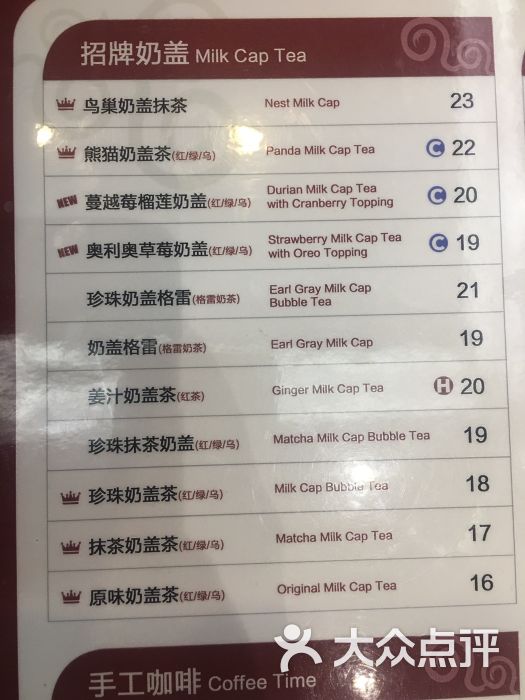 招牌奶盖 Milk Cap Tea
鸟巢奶盖抹茶 Nest Milk Cap 23
熊猫奶盖茶(红/绿/乌) Panda Milk Cap Tea C 22
NEW 蔓越莓榴莲奶盖(红/绿/乌) Durian Milk Cap Tea
with Cranberry Topping C 20
NEW 奥利奥草莓奶盖(红/绿/乌) Strawberry Milk Cap Tea
with Oreo Topping C 19
珍珠奶盖格雷(格雷奶茶) Earl Gray Milk Cap
Bubble Tea 21
奶盖格雷(格雷奶茶) Earl Gray Milk Cap 19
姜汁奶盖茶(红茶) Ginger Milk Cap Tea H 20
珍珠抹茶奶盖(红/绿/乌) Matcha Milk Cap Bubble Tea 19
珍珠奶盖茶(红/绿/乌) Milk Cap Bubble Tea 18
抹茶奶盖茶(红/绿/乌) Matcha Milk Cap Tea 17
原味奶盖茶(红/绿/乌) Original Milk Cap Tea 16
手工咖啡 Coffee Time
大众点评